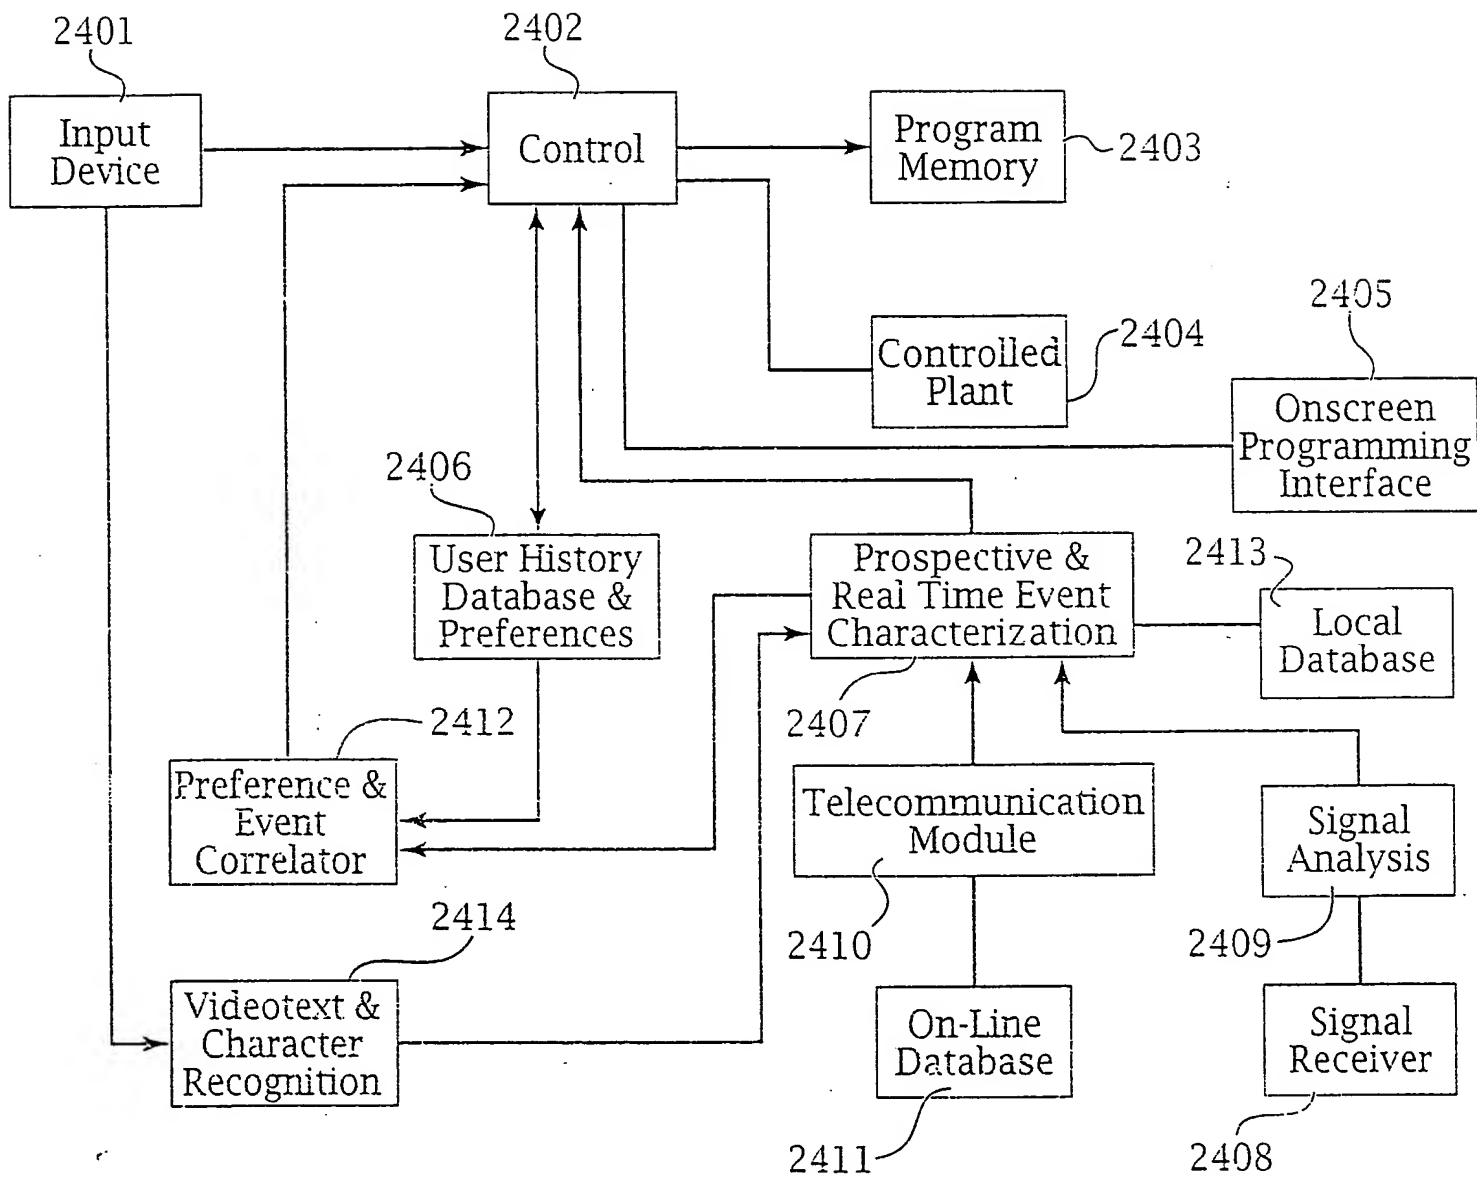 2401
2402
Input
Device
Control
Program
Memory
2403
2405
2404
Controlled
Plant
Onscreen
Programming
Interface
2406
User History
Database &
Preferences
Prospective &
Real Time Event
Characterization
2413
Local
Database
2407
2412
Preference &
Event
Correlator
Telecommunication
Module
Signal
Analysis
2414
2410
2409
Videotext &
Character
Recognition
On-Line
Database
Signal
Receiver
2411
2408